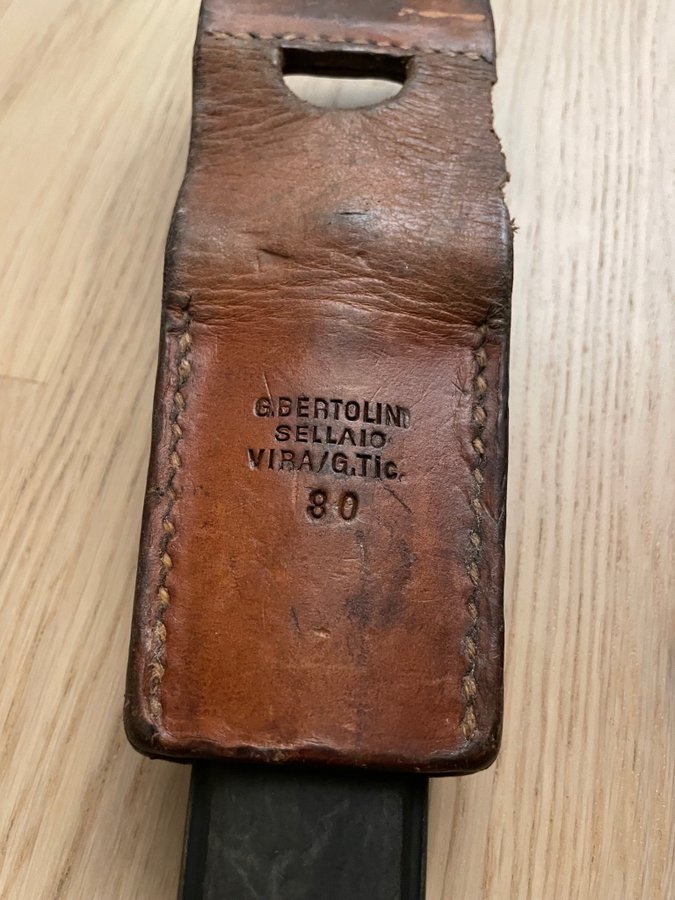 G.BERTOLINI
SELLAIO
VIRA/G.Tic.
80